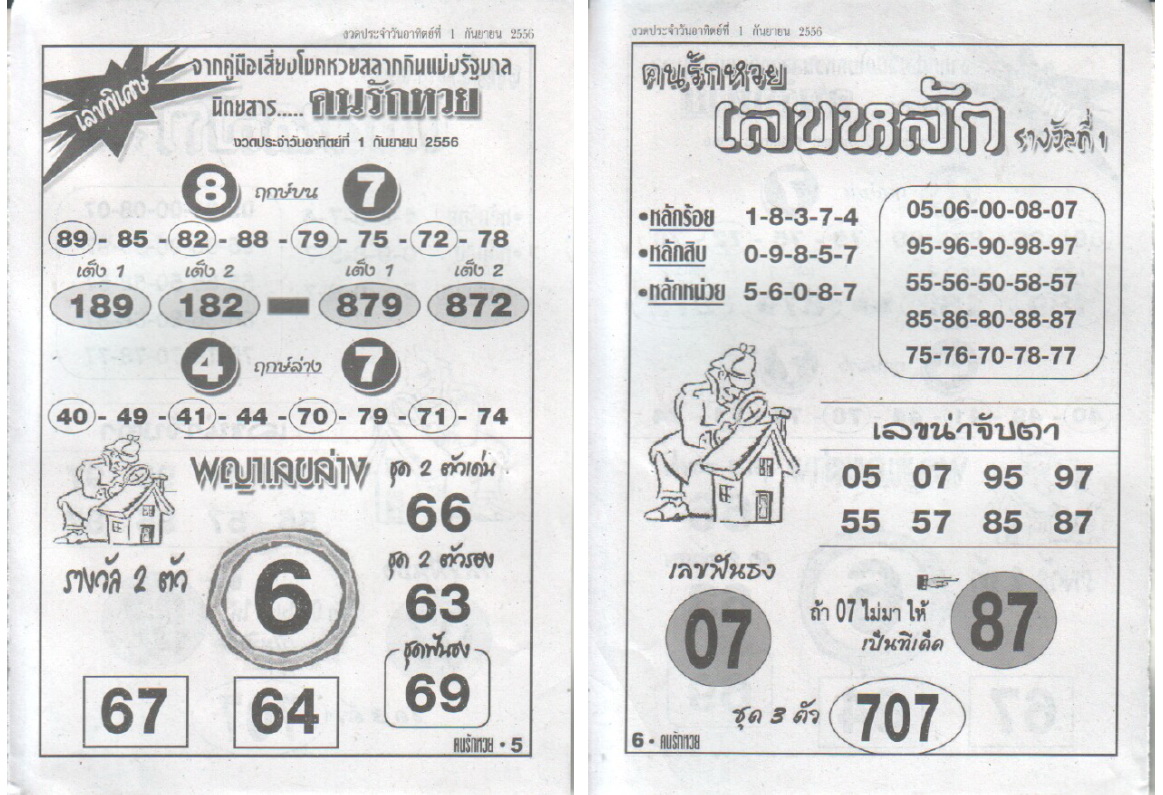 งวดประจำวันอาทิตย์ที่ 1 กันยายน 2556
เลขพิเศษ
จากคู่มือเสี่ยงโชคหวยสลากกินแบ่งรัฐบาล
นิตยสาร..... คนรักหวย
งวดประจำวันอาทิตย์ที่ 1 กันยายน 2556
8 ฤกษ์บน 7
89 - 85 - 82 - 88 - 79 - 75 - 72 - 78
เต็ง 1 เต็ง 2 เต็ง 1 เต็ง 2
189 182 879 872
4 ฤกษ์ล่าง 7
40 - 49 - 41 - 44 - 70 - 79 - 71 - 74
พญาเลขล่าง
ชุด 2 ตัวเด่น
66
รางวัล 2 ตัว
6
ชุด 2 ตัวรอง
63
ชุดฟันธง
69
67 64
คนรักหวย • 5
งวดประจำวันอาทิตย์ที่ 1 กันยายน 2556
คนรักหวย
เลขหลัก รางวัลที่ 1
•หลักร้อย 1-8-3-7-4
•หลักสิบ 0-9-8-5-7
•หลักหน่วย 5-6-0-8-7
05-06-00-08-07
95-96-90-98-97
55-56-50-58-57
85-86-80-88-87
75-76-70-78-77
เลขน่าจับตา
05 07 95 97
55 57 85 87
เลขฟันธง
07
ถ้า 07 ไม่มา ให้
เป็นทีเด็ด
87
ชุด 3 ตัว 707
6 • คนรักหวย